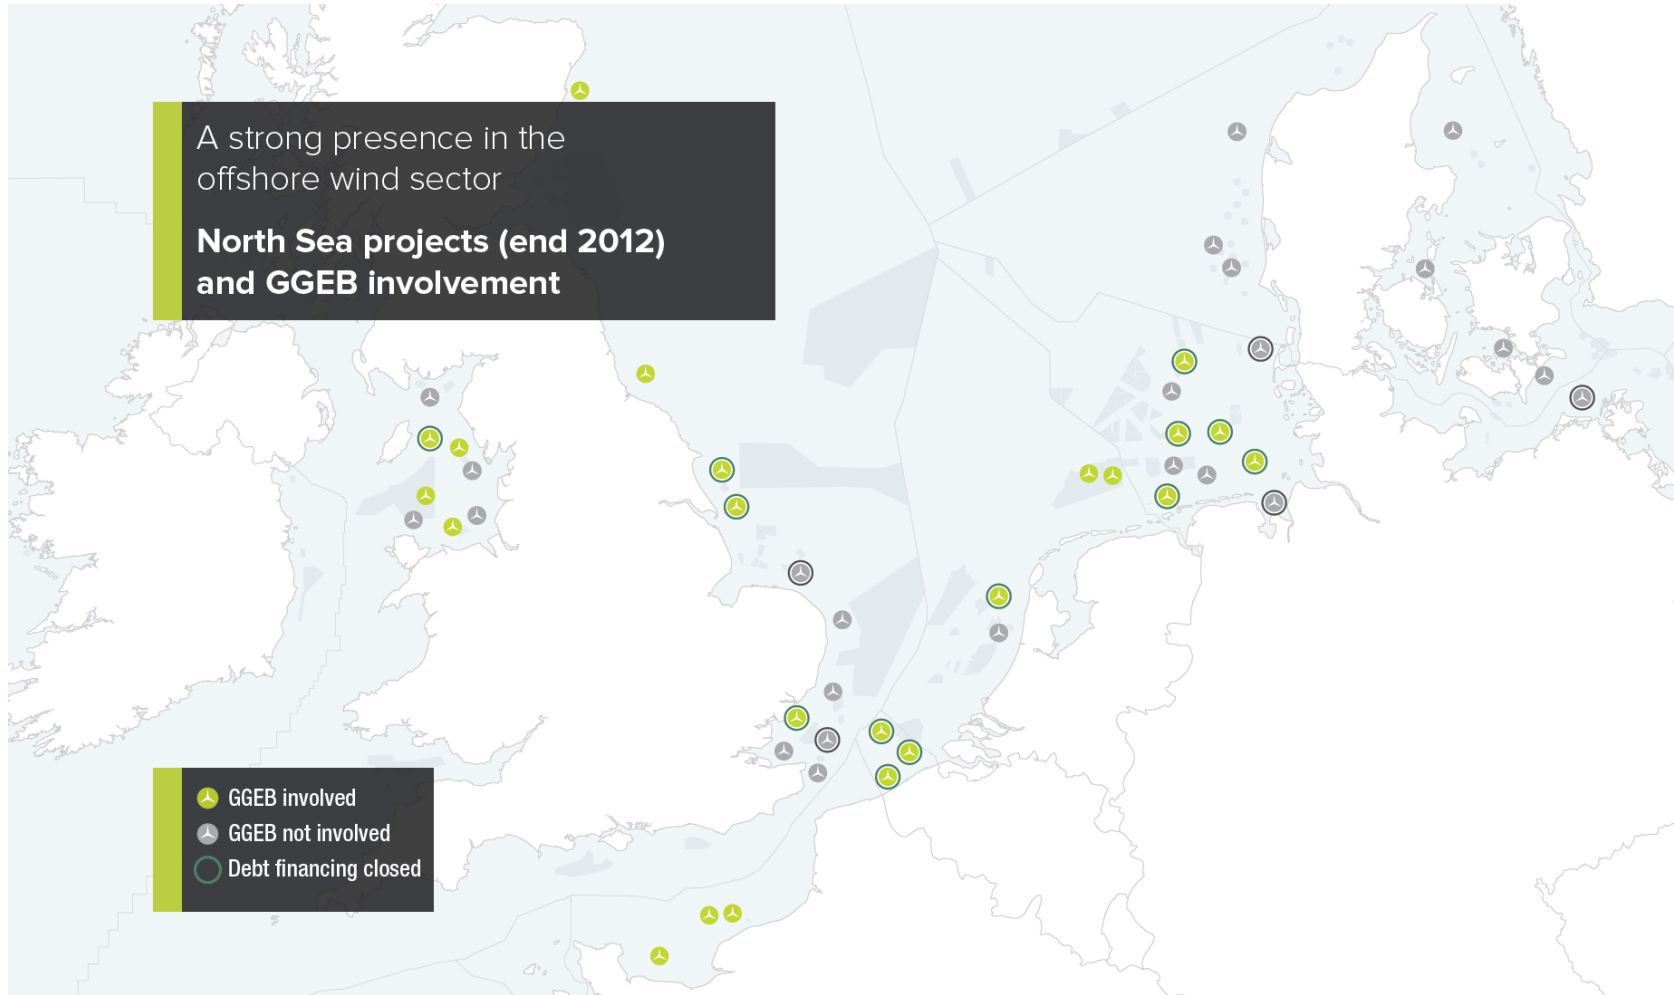 A strong presence in the
offshore wind sector
North Sea projects (end 2012)
and GGEB involvement
GGEB involved
GGEB not involved
Debt financing closed